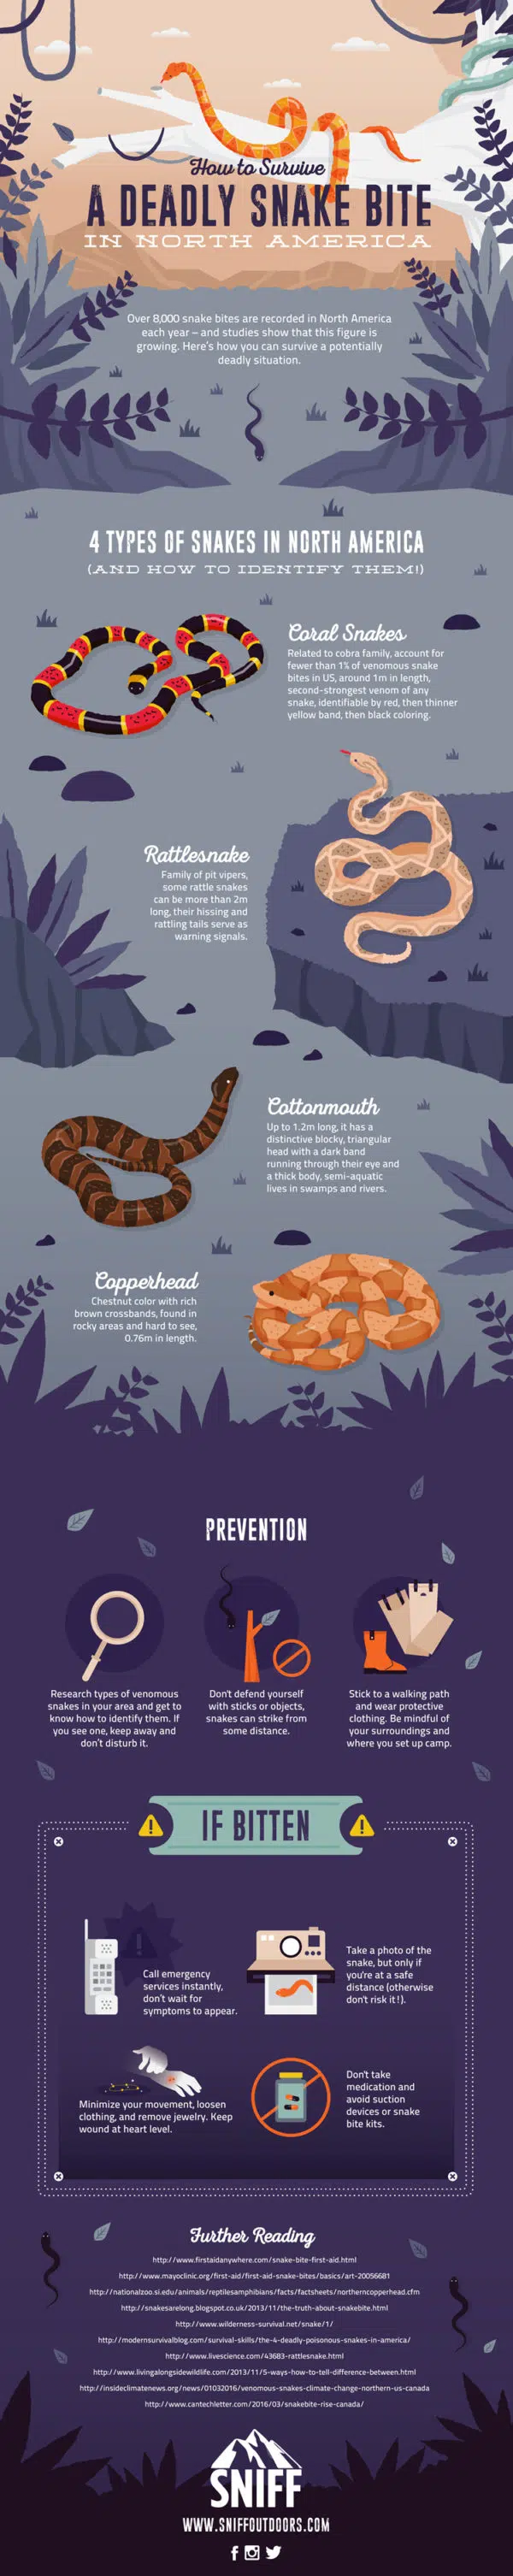 How to Survive
A DEADLY SNAKE BITE
IN NORTH AMERICA
Over 8,000 snake bites are recorded in North America
each year – and studies show that this figure is
growing. Here's how you can survive a potentially
deadly situation.
4 TYPES OF SNAKES IN NORTH AMERICA
(AND HOW TO IDENTIFY THEM!)
Coral Snakes
Related to cobra family, account for
fewer than 1% of venomous snake
bites in US, around 1m in length,
second-strongest venom of any
snake, identifiable by red, then thinner
yellow band, then black coloring.
Rattlesnake
Family of pit vipers,
some rattle snakes
can be more than 2m
long, their hissing and
rattling tails serve as
warning signals.
Cottonmouth
Up to 1.2m long, it has a
distinctive blocky, triangular
head with a dark band
running through their eye and
a thick body, semi-aquatic
lives in swamps and rivers.
Copperhead
Chestnut color with rich
brown crossbands, found in
rocky areas and hard to see,
0.76m in length.
PREVENTION
Research types of venomous
snakes in your area and get to
know how to identify them. If
you see one, keep away and
don't disturb it.
Don't defend yourself
with sticks or objects,
snakes can strike from
some distance.
Stick to a walking path
and wear protective
clothing. Be mindful of
your surroundings and
where you set up camp.
IF BITTEN
Call emergency
services instantly,
don't wait for
symptoms to appear.
Take a photo of the
snake, but only if
you're at a safe
distance (otherwise
don't risk it!).
Minimize your movement, loosen
clothing, and remove jewelry. Keep
wound at heart level.
Don't take
medication and
avoid suction
devices or snake
bite kits.
Further Reading
http://www.firstaidanywhere.com/snake-bite-first-aid.html
http://www.mayoclinic.org/first-aid/first-aid-snake-bites/basics/art-20056681
http://nationalzoo.si.edu/animals/reptilesamphibians/facts/factsheets/northerncopperhead.cfm
http://snakesarelong.blogspot.co.uk/2013/11/the-truth-about-snakebite.html
http://www.wilderness-survival.net/snake/1/
http://modernsurvivalblog.com/survival-skills/the-4-deadly-poisonous-snakes-in-america/
http://www.livescience.com/43683-rattlesnake.html
http://www.livingalongsidewildlife.com/2013/11/5-ways-how-to-tell-difference-between.html
http://insideclimatenews.org/news/01032016/venomous-snakes-climate-change-northern-us-canada
http://www.cantechletter.com/2016/03/snakebite-rise-canada/
SNIFF
WWW.SNIFFOUTDOORS.COM